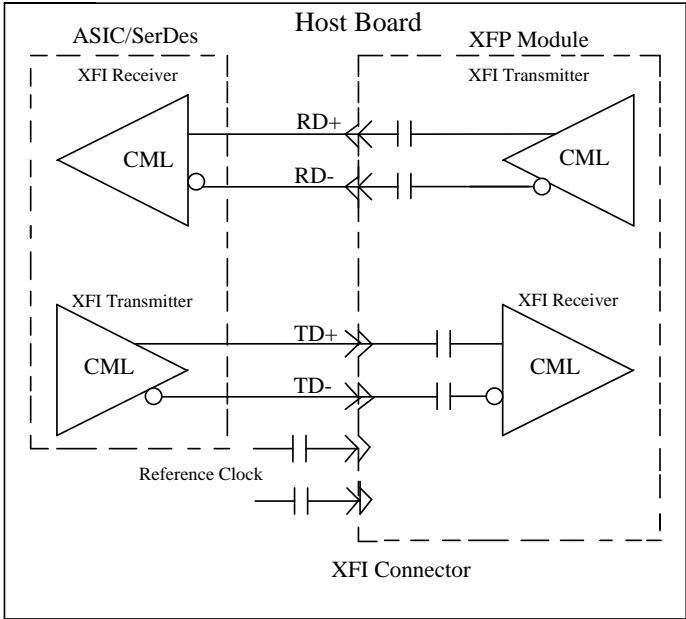 Host Board
ASIC/SerDes
XFP Module
XFI Receiver
XFI Transmitter
RD+
CML
CML
RD-
XFI Transmitter
XFI Receiver
TD+
CML
CML
TD-
Reference Clock
XFI Connector